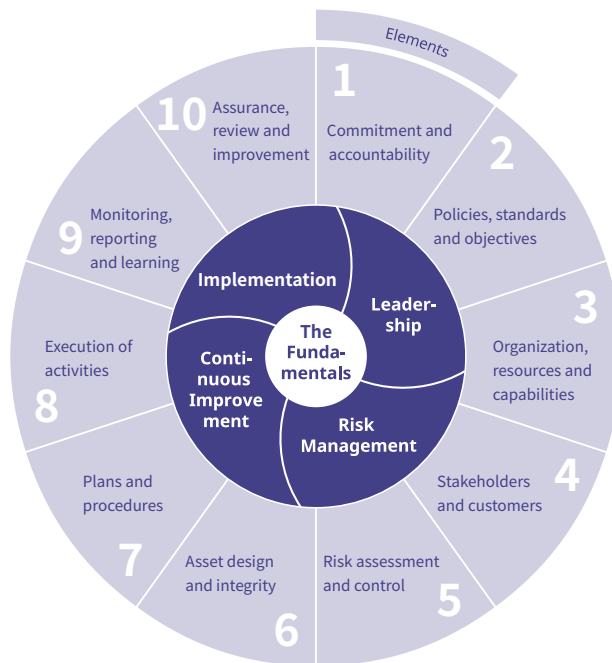 Elements
1
Commitment and
accountability
2
Policies, standards
and objectives
3
Organization,
resources and
capabilities
4
Stakeholders
and customers
5
Risk assessment
and control
6
Asset design
and integrity
7
Plans and
procedures
8
Execution of
activities
9
Monitoring,
reporting
and learning
10
Assurance,
review and
improvement
The
Funda-
mentals
Leader-
ship
Risk
Management
Conti-
nuous
Improve
ment
Implementation